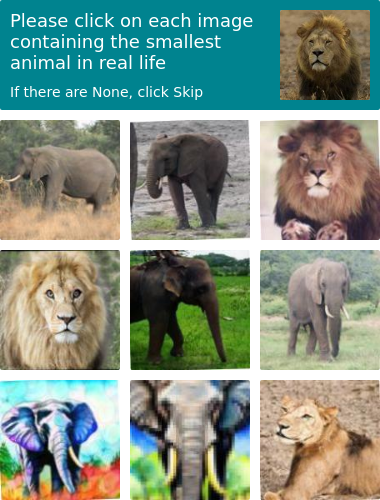 Please click on each image
containing the smallest
animal in real life
If there are None, click Skip